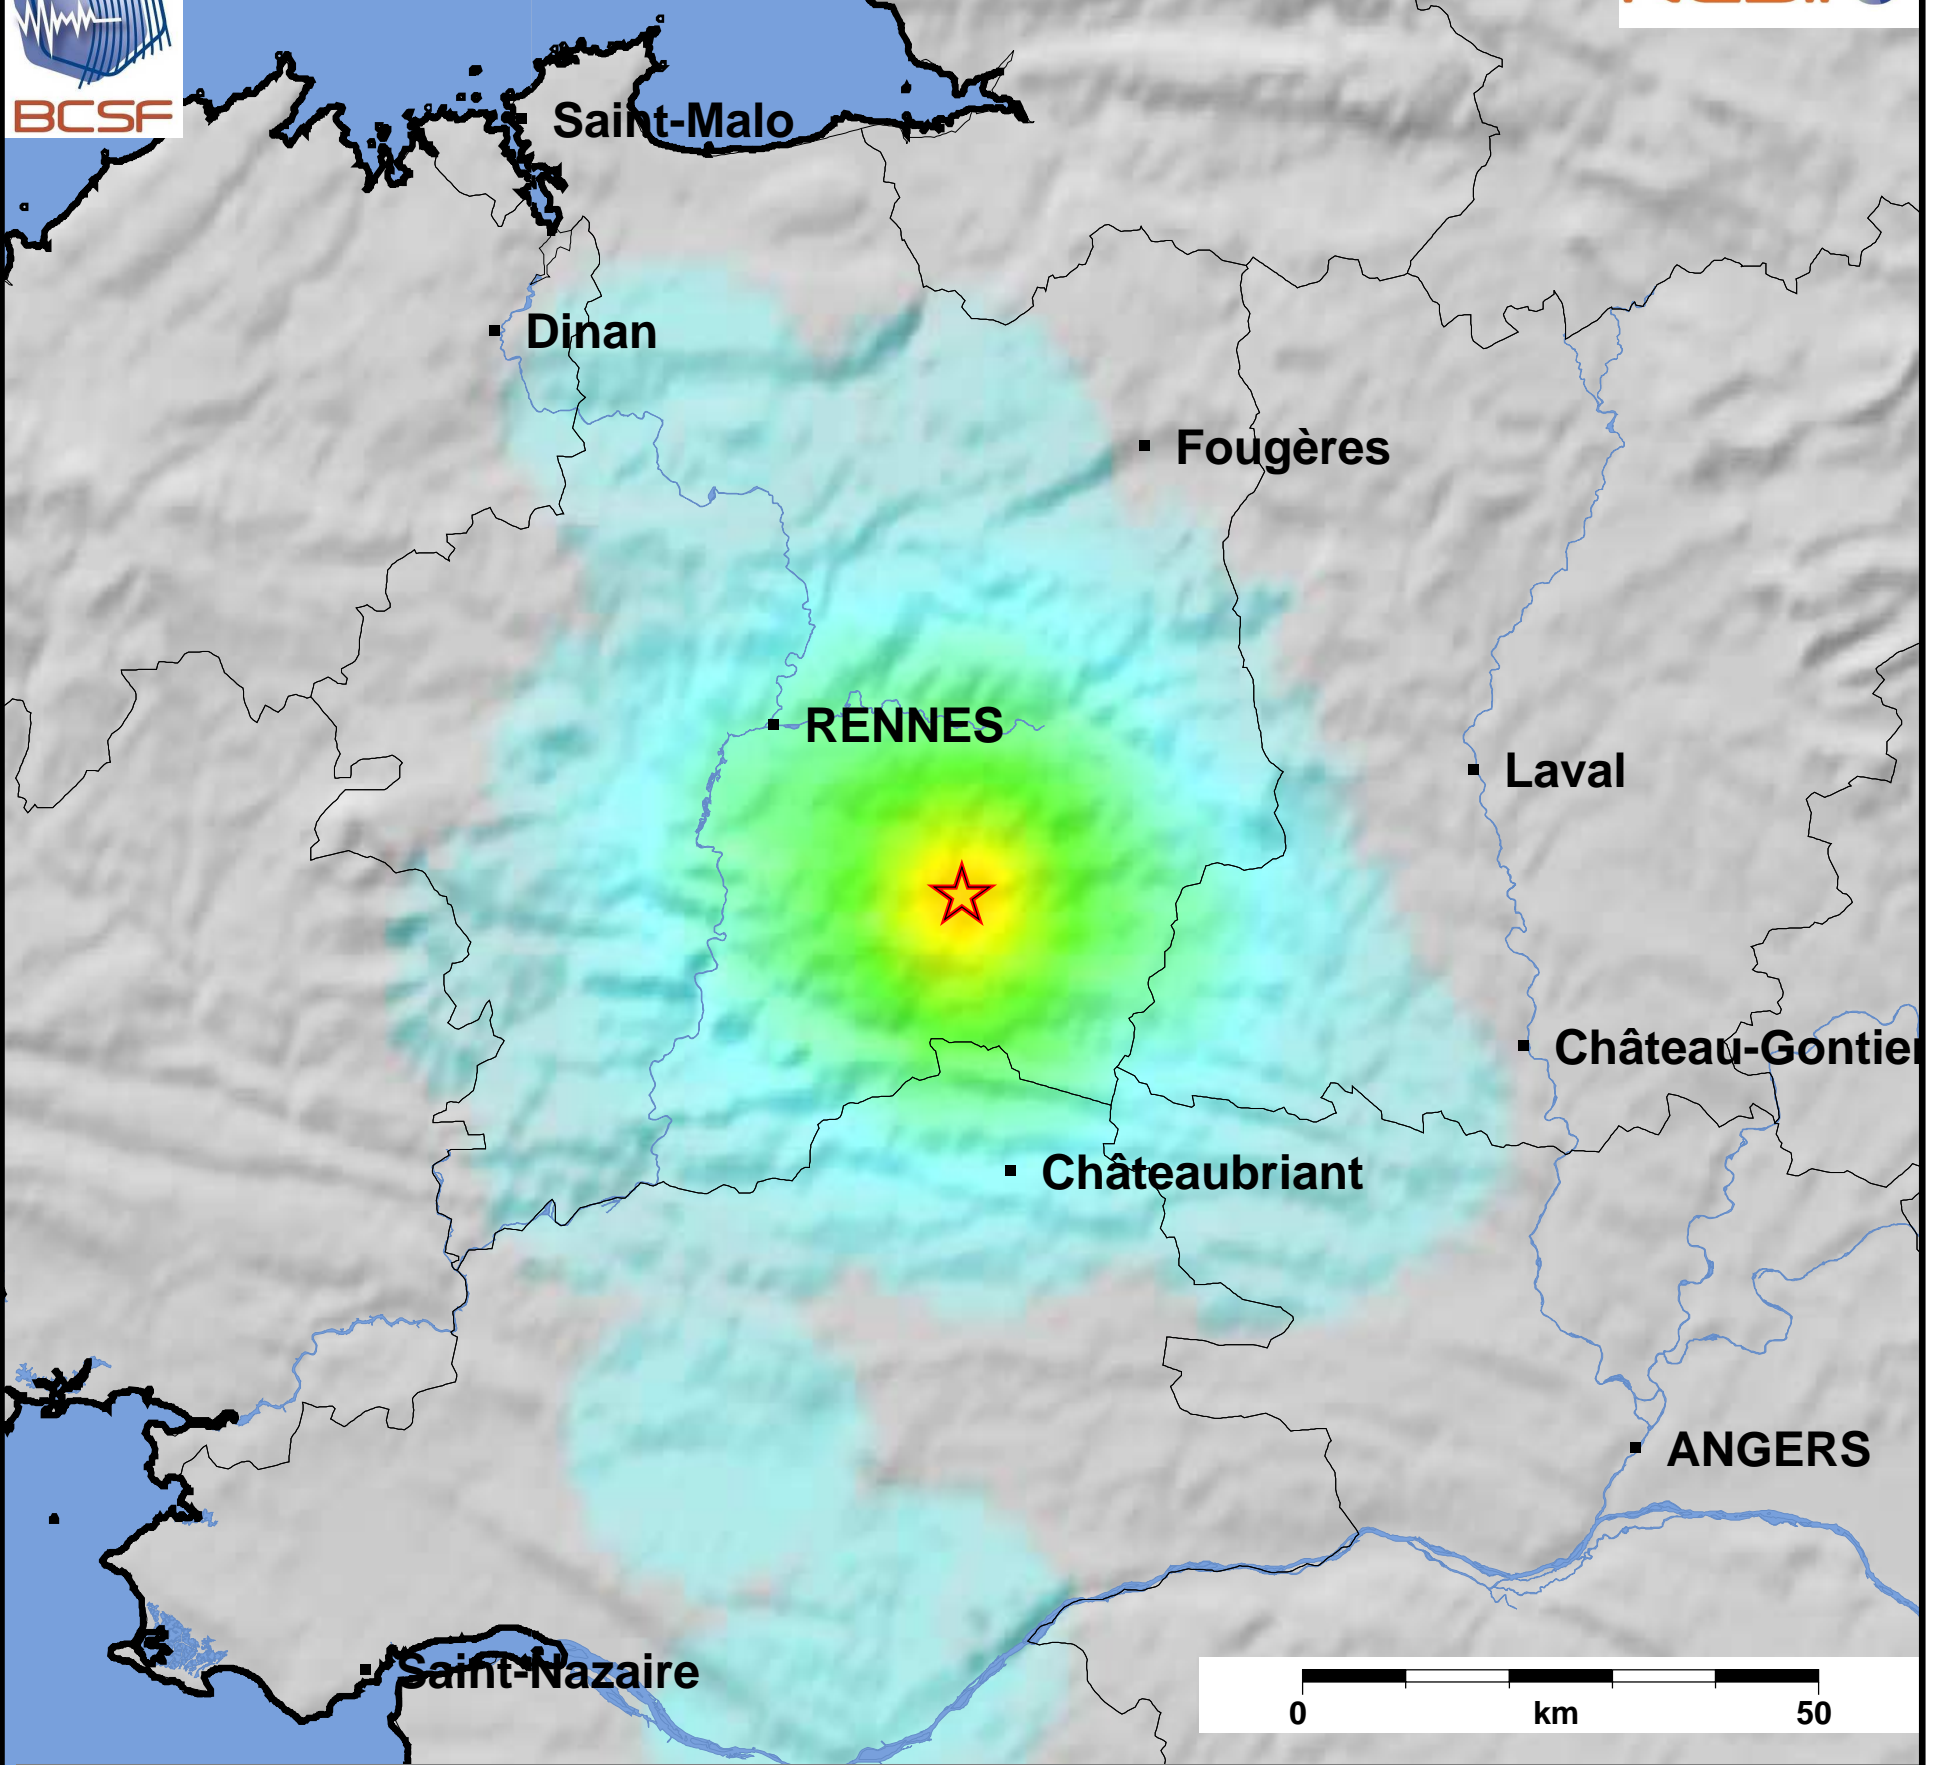 BCSF
Saint-Malo
Dinan
Fougères
RENNES
Laval
Château-Gontier
Châteaubriant
ANGERS
Saint-Nazaire
0 km 50